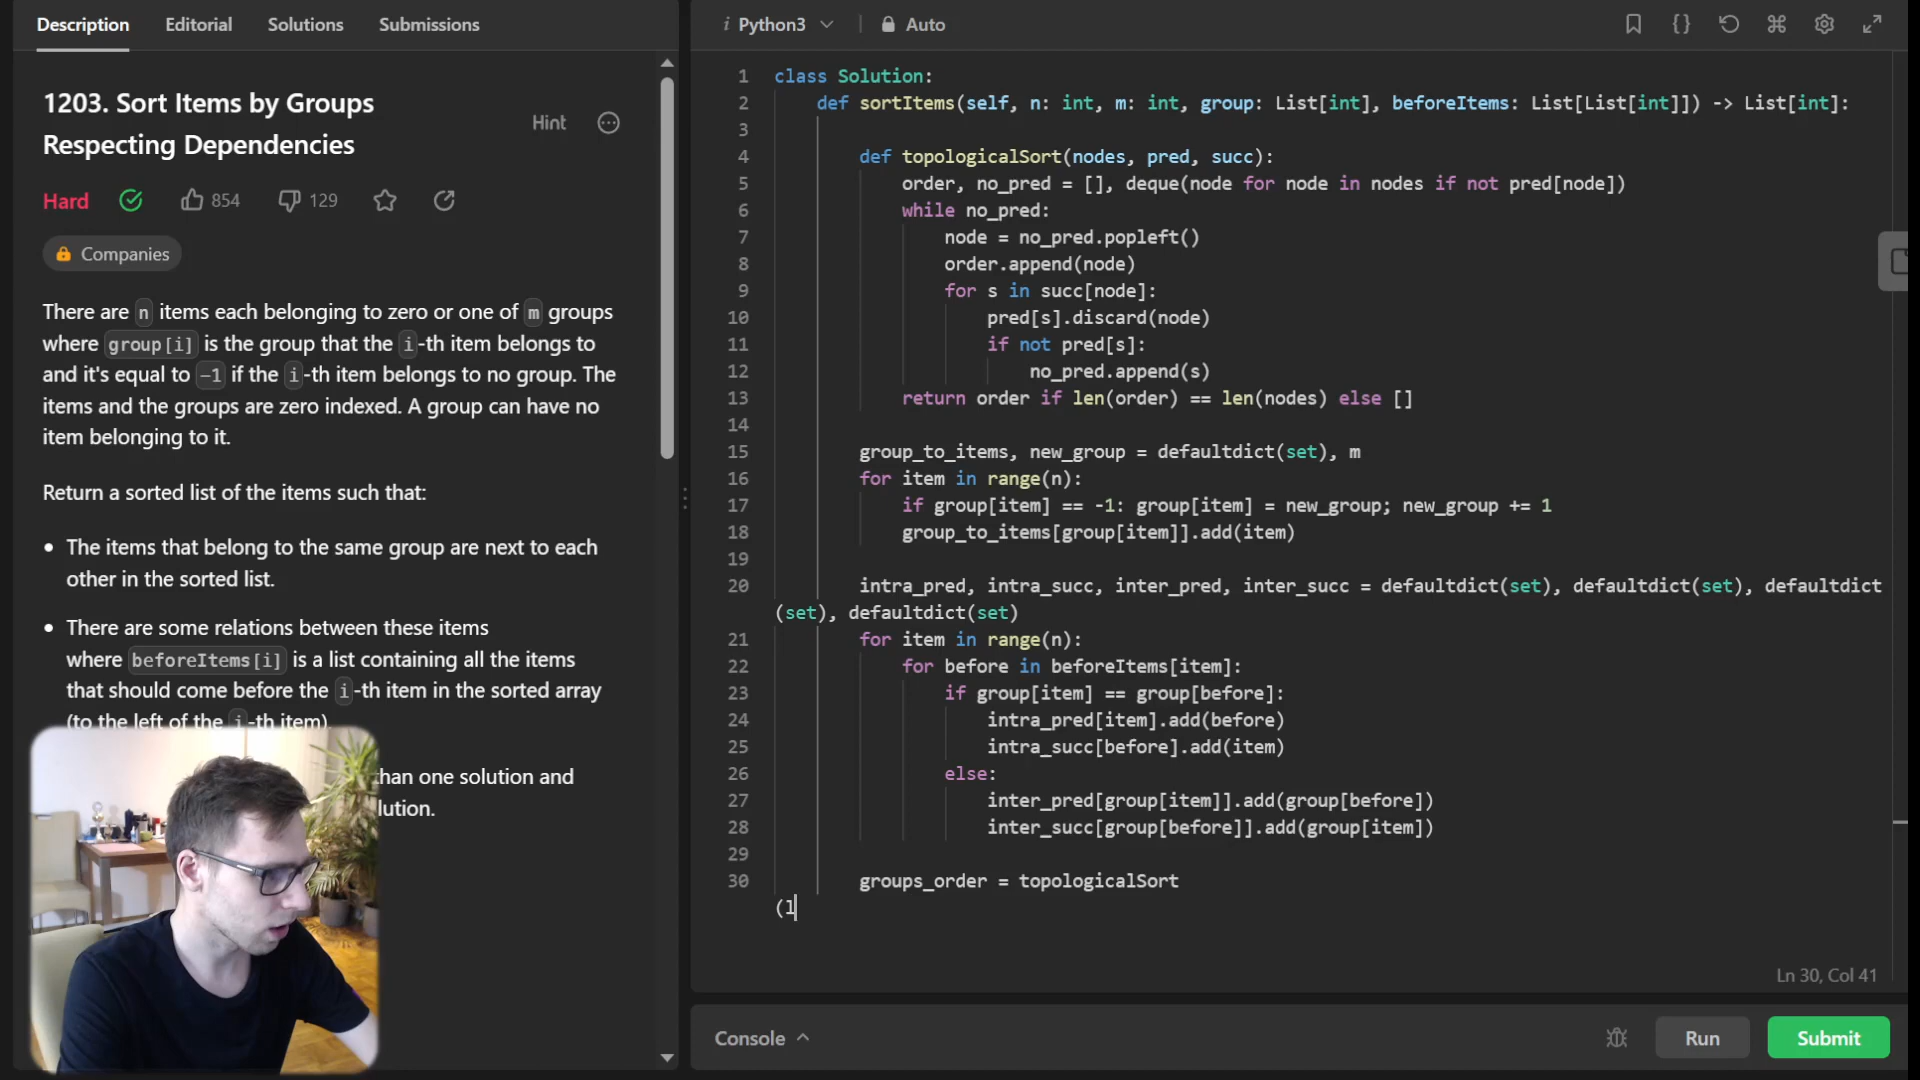 Description Editorial Solutions Submissions
1203. Sort Items by Groups
Respecting Dependencies
Hint
Hard 854 129
Companies
There are n items each belonging to zero or one of m groups
where group[i] is the group that the i-th item belongs to
and it's equal to -1 if the i-th item belongs to no group. The
items and the groups are zero indexed. A group can have no
item belonging to it.
Return a sorted list of the items such that:
• The items that belong to the same group are next to each
other in the sorted list.
• There are some relations between these items
where beforeItems[i] is a list containing all the items
that should come before the i-th item in the sorted array
(to the left of the i-th item).
than one solution and
lution.
i Python3 Auto
1 class Solution:
2 def sortItems(self, n: int, m: int, group: List[int], beforeItems: List[List[int]]) -> List[int]:
3
4 def topologicalSort(nodes, pred, succ):
5 order, no_pred = [], deque(node for node in nodes if not pred[node])
6 while no_pred:
7 node = no_pred.popleft()
8 order.append(node)
9 for s in succ[node]:
10 pred[s].discard(node)
11 if not pred[s]:
12 no_pred.append(s)
13 return order if len(order) == len(nodes) else []
14
15 group_to_items, new_group = defaultdict(set), m
16 for item in range(n):
17 if group[item] == -1: group[item] = new_group; new_group += 1
18 group_to_items[group[item]].add(item)
19
20 intra_pred, intra_succ, inter_pred, inter_succ = defaultdict(set), defaultdict(set), defaultdict
(set), defaultdict(set)
21 for item in range(n):
22 for before in beforeItems[item]:
23 if group[item] == group[before]:
24 intra_pred[item].add(before)
25 intra_succ[before].add(item)
26 else:
27 inter_pred[group[item]].add(group[before])
28 inter_succ[group[before]].add(group[item])
29
30 groups_order = topologicalSort
(l
Ln 30, Col 41
Console Run Submit